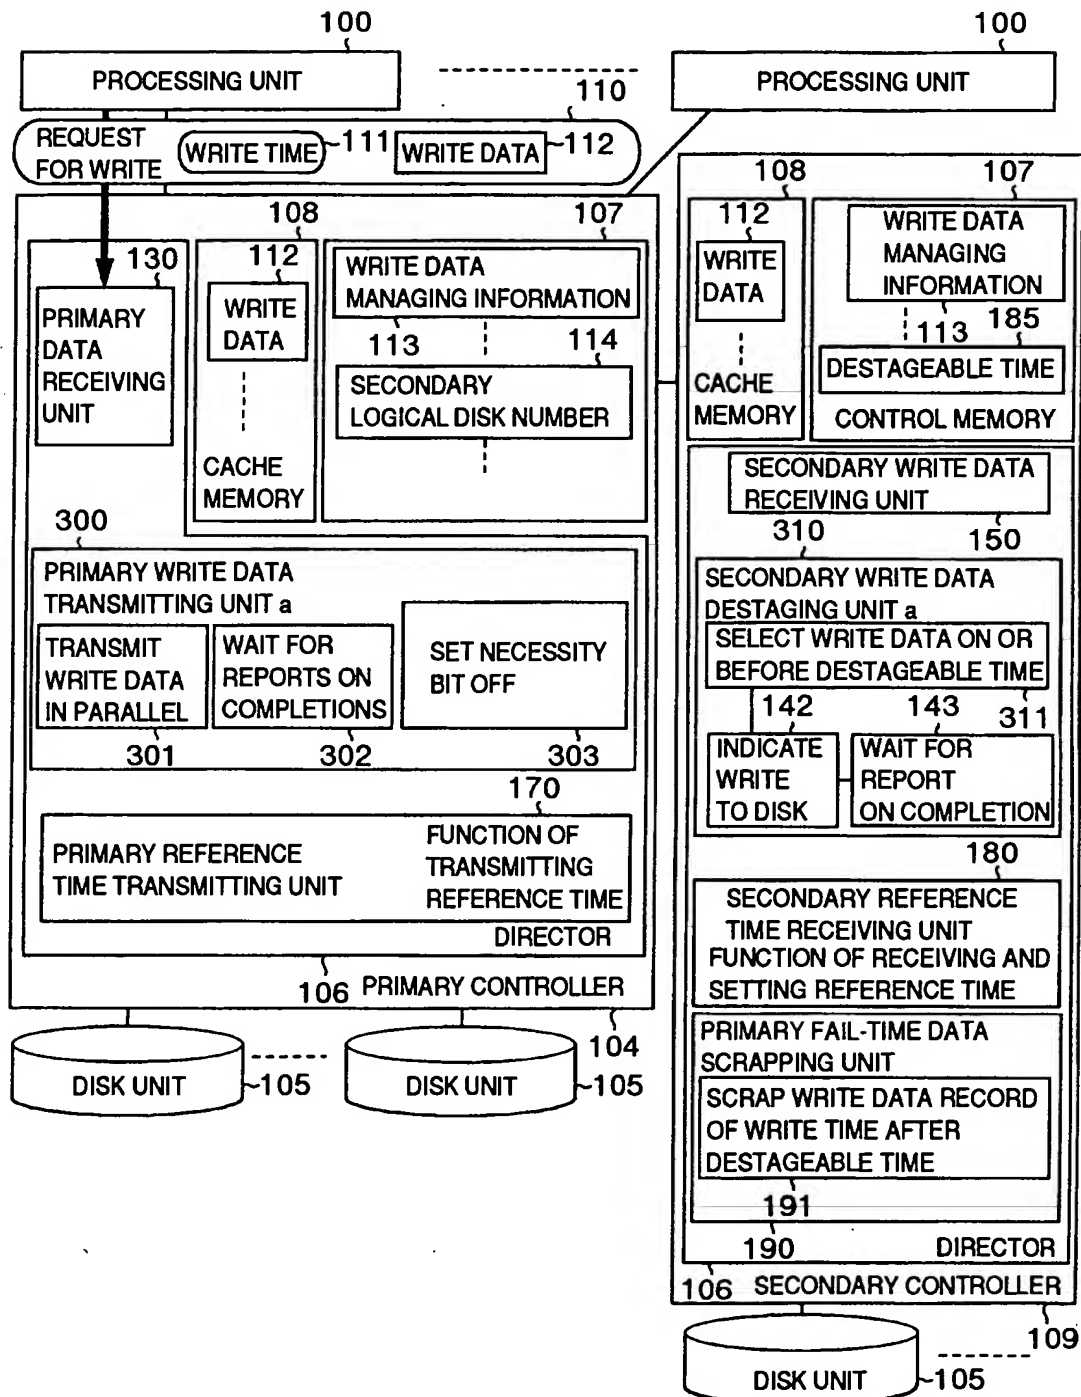 100
PROCESSING UNIT
100
PROCESSING UNIT
110
REQUEST
FOR WRITE
WRITE TIME
111
WRITE DATA
112
108
107
130
PRIMARY
DATA
RECEIVING
UNIT
112
WRITE
DATA
CACHE
MEMORY
WRITE DATA
MANAGING INFORMATION
113
114
SECONDARY
LOGICAL DISK NUMBER
300
PRIMARY WRITE DATA
TRANSMITTING UNIT a
TRANSMIT
WRITE DATA
IN PARALLEL
301
WAIT FOR
REPORTS ON
COMPLETIONS
302
SET NECESSITY
BIT OFF
303
170
PRIMARY REFERENCE
TIME TRANSMITTING UNIT
FUNCTION OF
TRANSMITTING
REFERENCE TIME
DIRECTOR
106
PRIMARY CONTROLLER
104
DISK UNIT
105
DISK UNIT
105
108
107
112
WRITE
DATA
CACHE
MEMORY
WRITE DATA
MANAGING
INFORMATION
113
185
DESTAGEABLE TIME
CONTROL MEMORY
SECONDARY WRITE DATA
RECEIVING UNIT
150
310
SECONDARY WRITE DATA
DESTAGING UNIT a
SELECT WRITE DATA ON OR
BEFORE DESTAGEABLE TIME
311
142
INDICATE
WRITE
TO DISK
143
WAIT FOR
REPORT
ON COMPLETION
180
SECONDARY REFERENCE
TIME RECEIVING UNIT
FUNCTION OF RECEIVING AND
SETTING REFERENCE TIME
PRIMARY FAIL-TIME DATA
SCRAPPING UNIT
SCRAP WRITE DATA RECORD
OF WRITE TIME AFTER
DESTAGEABLE TIME
191
190
DIRECTOR
106
SECONDARY CONTROLLER
109
DISK UNIT
105